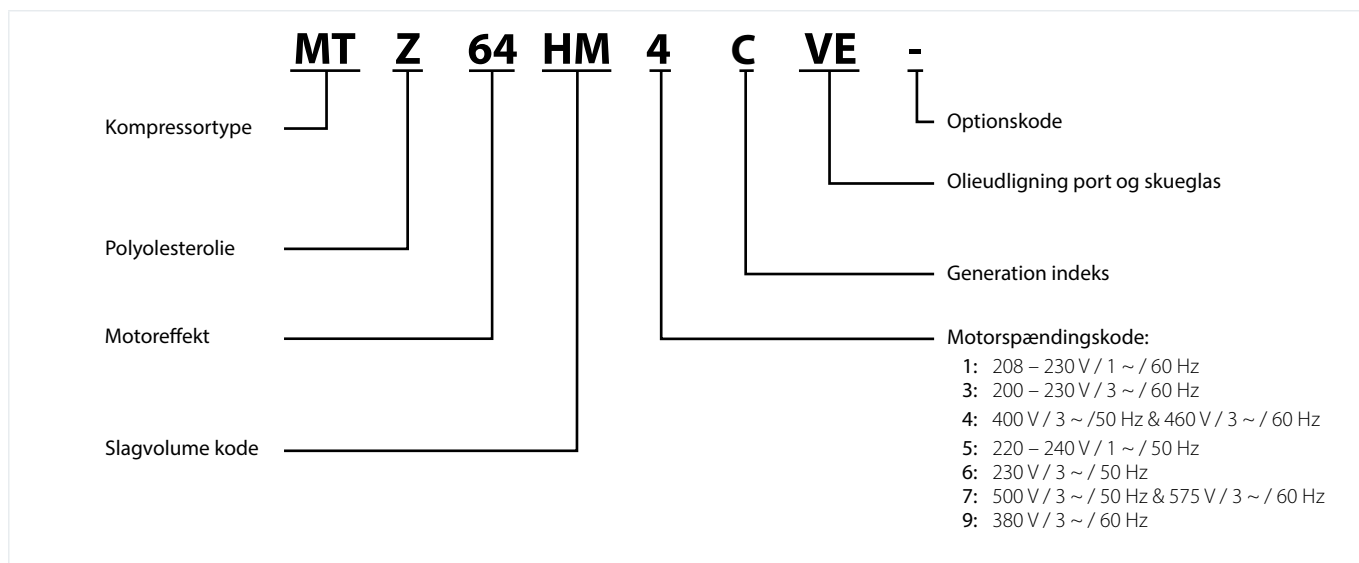 MT Z 64 HM 4 C VE -
Kompressortype
Optionskode
Olieudligning port og skueglas
Polyolesterolie
Generation indeks
Motoreffekt
Motorspændingskode:
1: 208 – 230 V / 1 ~ / 60 Hz
3: 200 – 230 V / 3 ~ / 60 Hz
4: 400 V / 3 ~ /50 Hz & 460 V / 3 ~ / 60 Hz
Slagvolume kode
5: 220 – 240 V / 1 ~ / 50 Hz
6: 230 V / 3 ~ / 50 Hz
7: 500 V / 3 ~ / 50 Hz & 575 V / 3 ~ / 60 Hz
9: 380 V / 3 ~ / 60 Hz